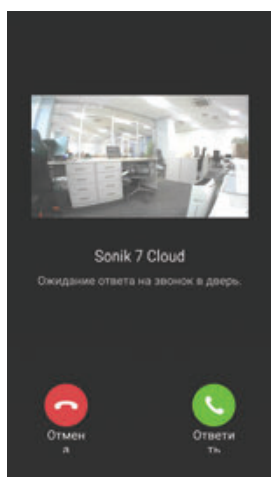 Sonik 7 Cloud
Ожидание ответа на звонок в дверь.
Отмен
а
Ответи
ть